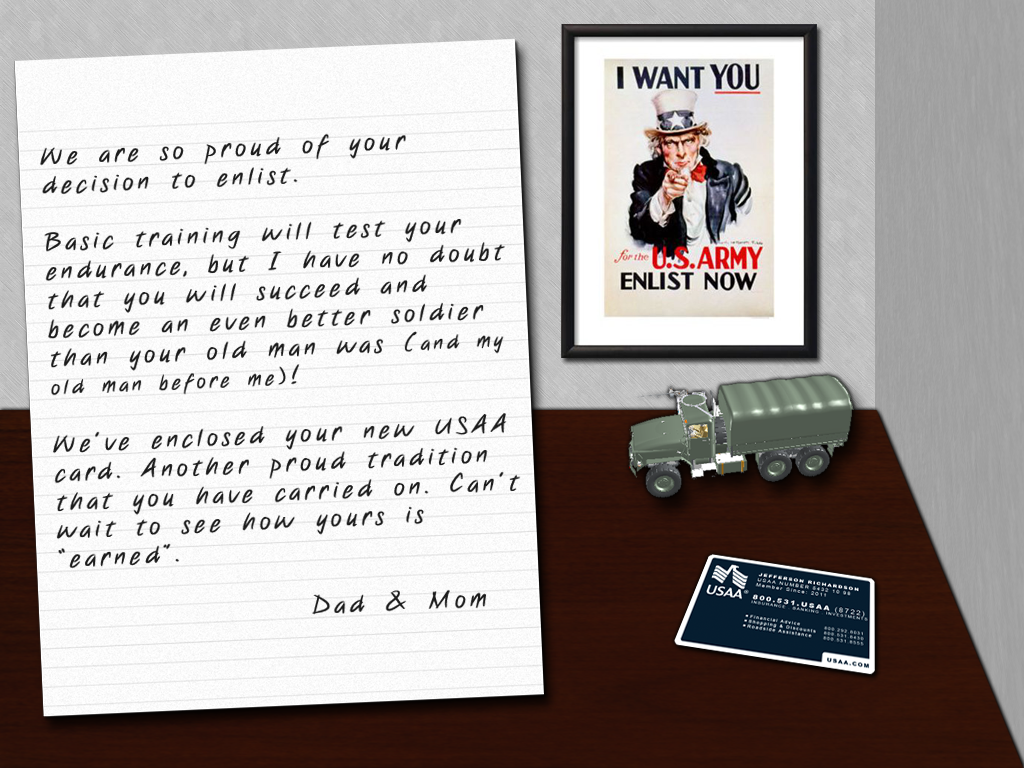 We are so proud of your
decision to enlist.
Basic training will test your
endurance, but I have no doubt
that you will succeed and
become an even better soldier
than your old man was (and my
old man before me)!
We've enclosed your new USAA
card. Another proud tradition
that you have carried on. Can't
wait to see how yours is
"earned".
Dad & Mom
I WANT YOU
for the U.S. ARMY
ENLIST NOW
USAA®
JEFFERSON RICHARDSON
USAA NUMBER 5432 10 98
Member Since: 2011
800.531.USAA (8722)
INSURANCE BANKING INVESTMENTS
• Financial Advice
• Shopping & Discounts
• Roadside Assistance
USAA.COM